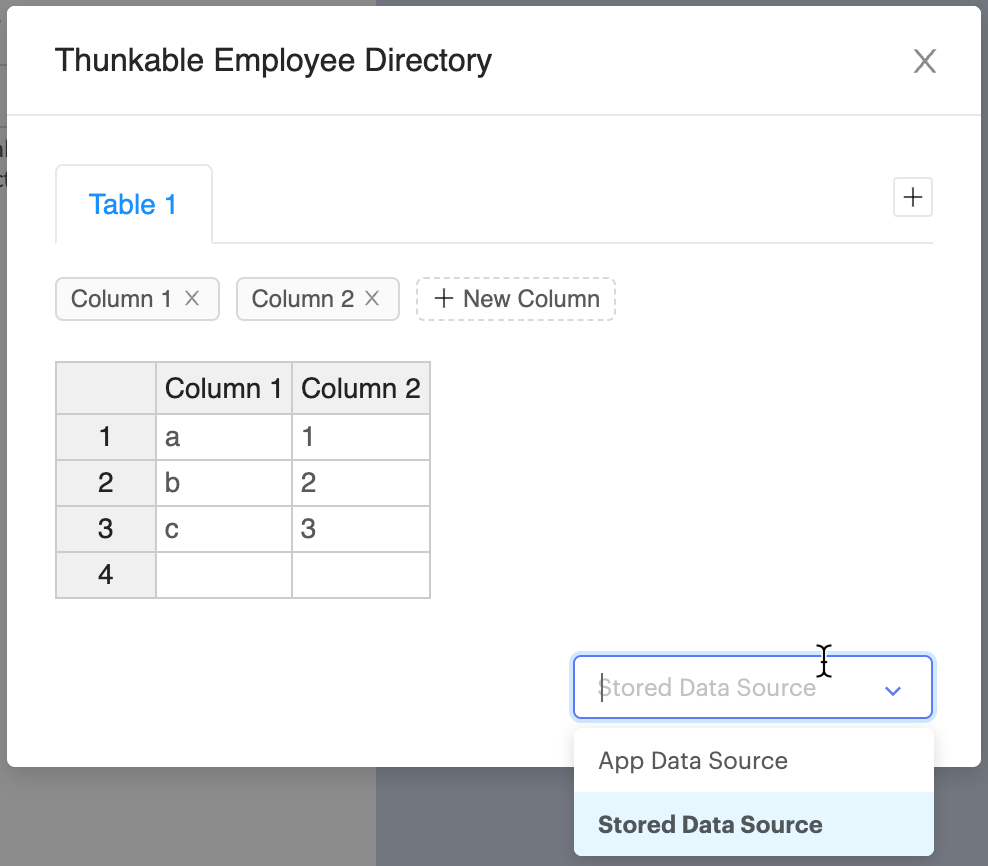 Thunkable Employee Directory
Table 1
Column 1
Column 2
+ New Column
Column 1 Column 2
1 a 1
2 b 2
3 c 3
4
Stored Data Source
App Data Source
Stored Data Source